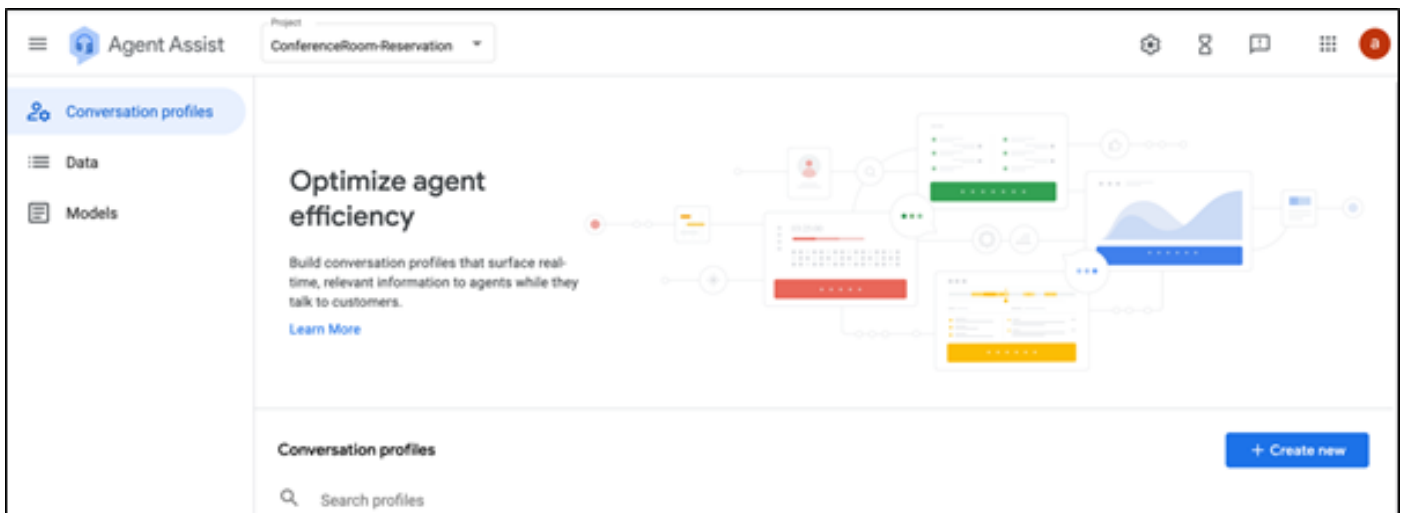 Agent Assist
Project
ConferenceRoom-Reservation
a
Conversation profiles
Data
Models
Optimize agent
efficiency
Build conversation profiles that surface real-
time, relevant information to agents while they
talk to customers.
Learn More
Conversation profiles
+ Create new
Search profiles